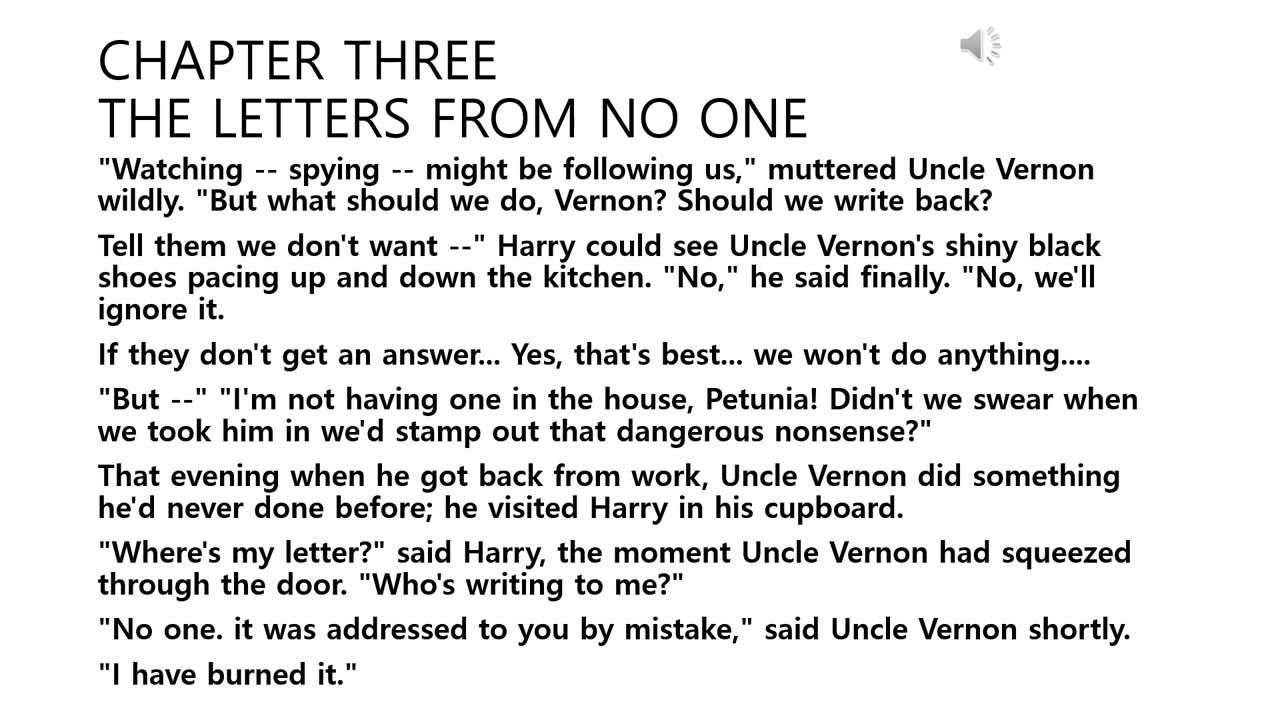 CHAPTER THREE
THE LETTERS FROM NO ONE
"Watching -- spying -- might be following us," muttered Uncle Vernon
wildly. "But what should we do, Vernon? Should we write back?
Tell them we don't want --" Harry could see Uncle Vernon's shiny black
shoes pacing up and down the kitchen. "No," he said finally. "No, we'll
ignore it.
If they don't get an answer... Yes, that's best... we won't do anything....
"But --" "I'm not having one in the house, Petunia! Didn't we swear when
we took him in we'd stamp out that dangerous nonsense?"
That evening when he got back from work, Uncle Vernon did something
he'd never done before; he visited Harry in his cupboard.
"Where's my letter?" said Harry, the moment Uncle Vernon had squeezed
through the door. "Who's writing to me?"
"No one. it was addressed to you by mistake," said Uncle Vernon shortly.
"I have burned it."